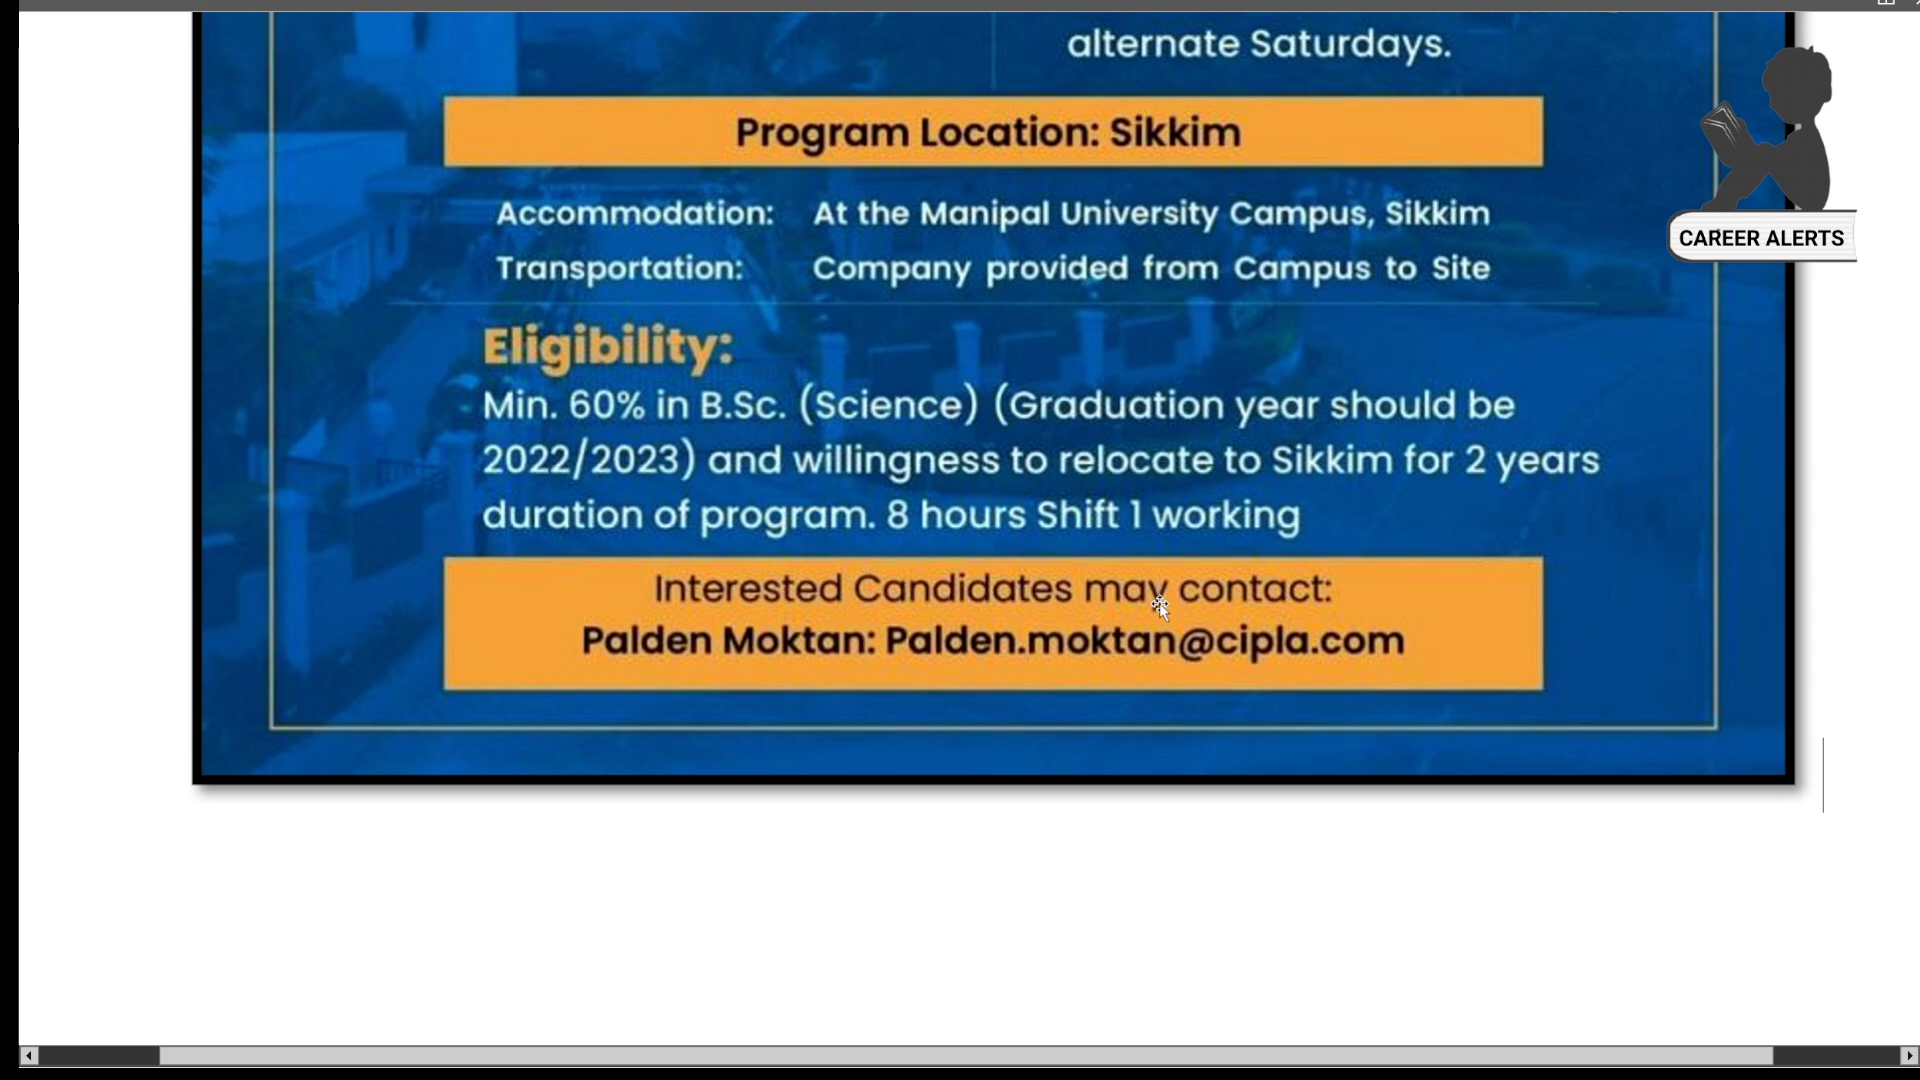 alternate Saturdays.
Program Location: Sikkim
CAREER ALERTS
Accommodation: At the Manipal University Campus, Sikkim
Transportation: Company provided from Campus to Site
Eligibility:
Min. 60% in B.Sc. (Science) (Graduation year should be
2022/2023) and willingness to relocate to Sikkim for 2 years
duration of program. 8 hours Shift 1 working
Interested Candidates may contact:
Palden Moktan: Palden.moktan@cipla.com